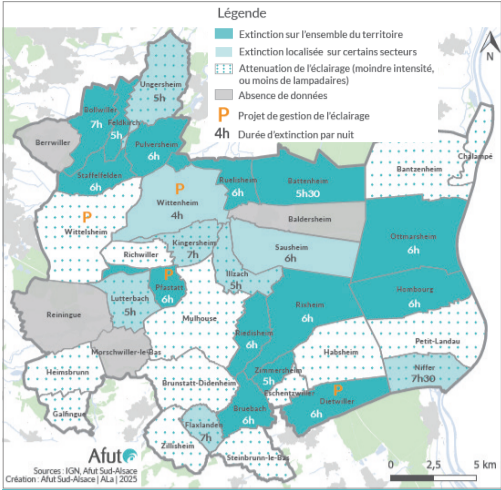 Légende
Extinction sur l'ensemble du territoire
Extinction localisée sur certains secteurs
Attenuation de l'éclairage (moindre intensité,
ou moins de lampadaires)
Absence de données
P Projet de gestion de l'éclairage
4h Durée d'extinction par nuit
N
Ungersheim
5h
Bollwiller
7h
Feldkirch
5h
Berrwiller
Pulversheim
6h
Staffelfelden
6h
Ruelisheim
6h
Battenheim
5h30
Bantzenheim
Chalampé
P
Wittenheim
4h
P
Wittelsheim
Baldersheim
Ottmarsheim
6h
Kingersheim
7h
Sausheim
6h
Richwiller
Illzach
5h
P
Pfastatt
6h
Hombourg
6h
Lutterbach
5h
Reiningue
Mulhouse
Rixheim
6h
Riedisheim
6h
Petit-Landau
Morschwiller-le-Bas
Habsheim
Niffer
7h30
Heimsbrunn
Zimmersheim
5h
Brunstatt-Didenheim
Eschentzwiller
P
Dietwiller
6h
Galfingue
Bruebach
6h
Flaxlanden
7h
Zillisheim
Steinbrunn-le-Bas
Afut
Sources : IGN, Afut Sud-Alsace
Création : Afut Sud-Alsace | ALa | 2025
0 2,5 5 km